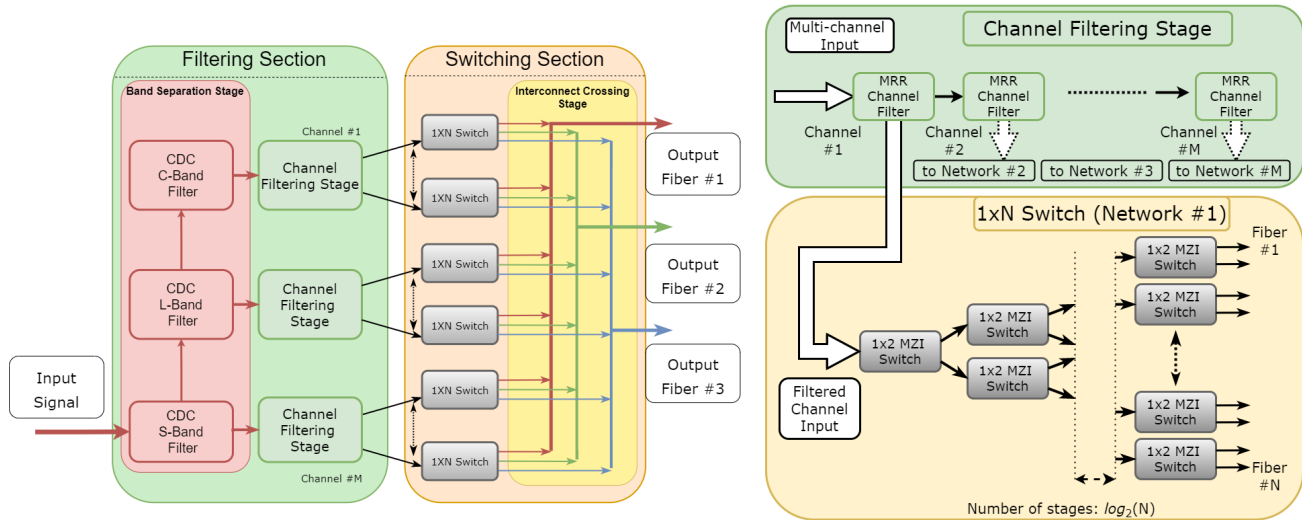 Filtering Section
Band Separation Stage
CDC
C-Band
Filter
CDC
L-Band
Filter
CDC
S-Band
Filter
Input
Signal
Channel #1
Channel
Filtering Stage
Channel
Filtering
Stage
Channel
Filtering
Stage
Channel #M
Switching Section
Interconnect Crossing
Stage
1XN Switch
1XN Switch
1XN Switch
1XN Switch
1XN Switch
1XN Switch
Output
Fiber #1
Output
Fiber #2
Output
Fiber #3
Channel Filtering Stage
Multi-channel
Input
MRR
Channel
Filter
MRR
Channel
Filter
MRR
Channel
Filter
Channel
#1
Channel
#2
Channel
#M
to Network #2
to Network #3
to Network #M
1xN Switch (Network #1)
Filtered
Channel
Input
1x2 MZI
Switch
1x2 MZI
Switch
1x2 MZI
Switch
1x2 MZI
Switch
1x2 MZI
Switch
1x2 MZI
Switch
1x2 MZI
Switch
Fiber
#1
Fiber
#N
Number of stages: log₂(N)